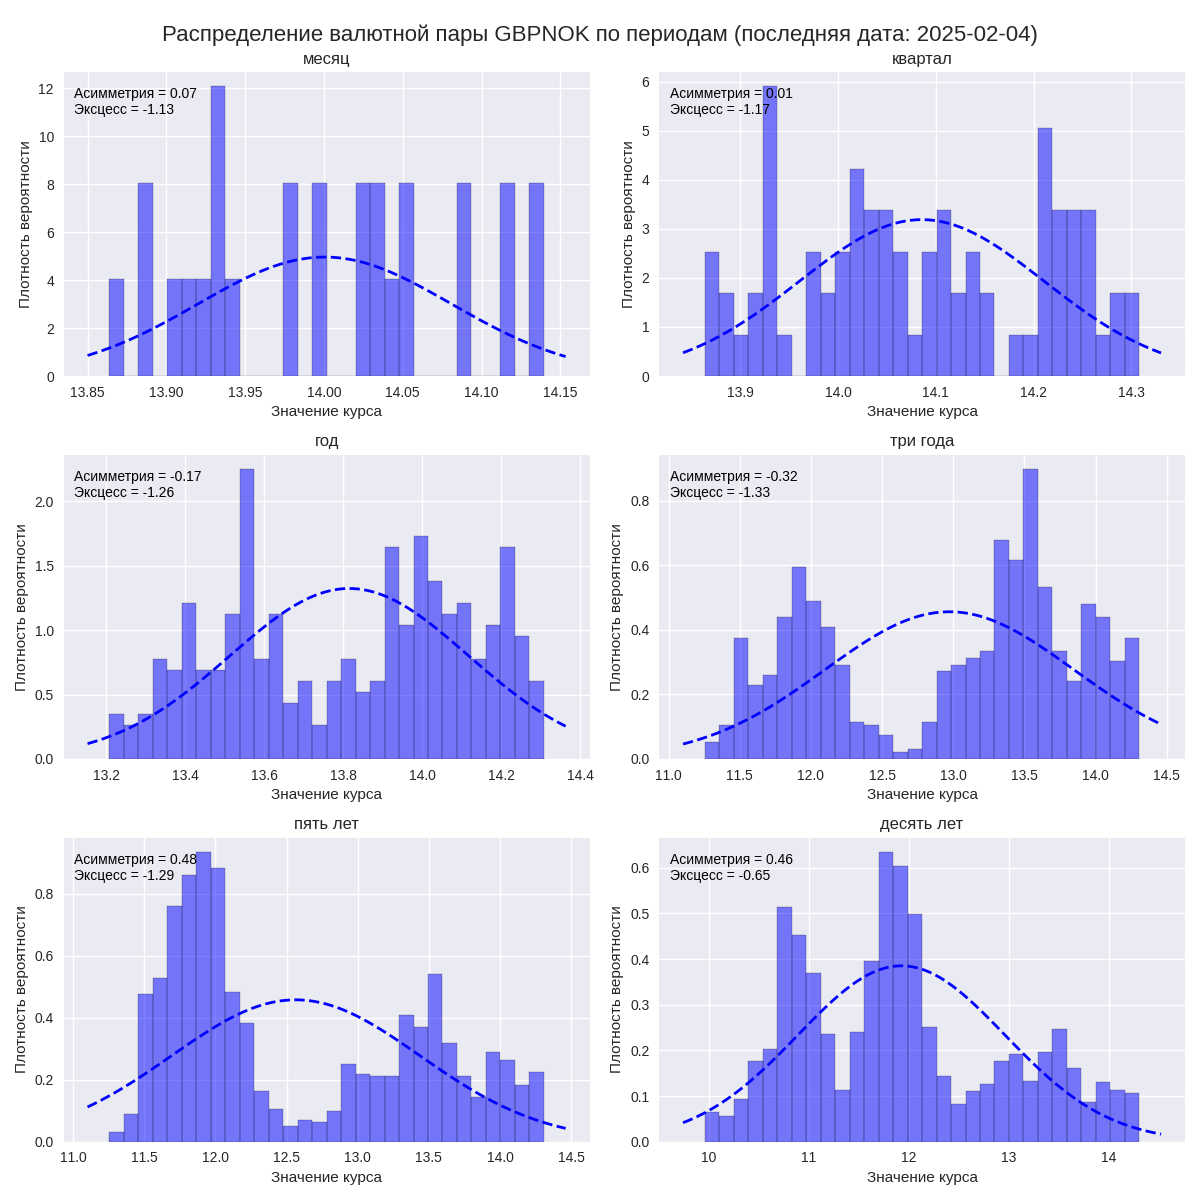 Распределение валютной пары GBPNOK по периодам (последняя дата: 2025-02-04)
месяц
Асимметрия = 0.07
Эксцесс = -1.13
Плотность вероятности
12
10
8
6
4
2
0
13.85 13.90 13.95 14.00 14.05 14.10 14.15
Значение курса
квартал
Асимметрия = 0.01
Эксцесс = -1.17
Плотность вероятности
6
5
4
3
2
1
0
13.9 14.0 14.1 14.2 14.3
Значение курса
год
Асимметрия = -0.17
Эксцесс = -1.26
Плотность вероятности
2.0
1.5
1.0
0.5
0.0
13.2 13.4 13.6 13.8 14.0 14.2 14.4
Значение курса
три года
Асимметрия = -0.32
Эксцесс = -1.33
Плотность вероятности
0.8
0.6
0.4
0.2
0.0
11.0 11.5 12.0 12.5 13.0 13.5 14.0 14.5
Значение курса
пять лет
Асимметрия = 0.48
Эксцесс = -1.29
Плотность вероятности
0.8
0.6
0.4
0.2
0.0
11.0 11.5 12.0 12.5 13.0 13.5 14.0 14.5
Значение курса
десять лет
Асимметрия = 0.46
Эксцесс = -0.65
Плотность вероятности
0.6
0.5
0.4
0.3
0.2
0.1
0.0
10 11 12 13 14
Значение курса